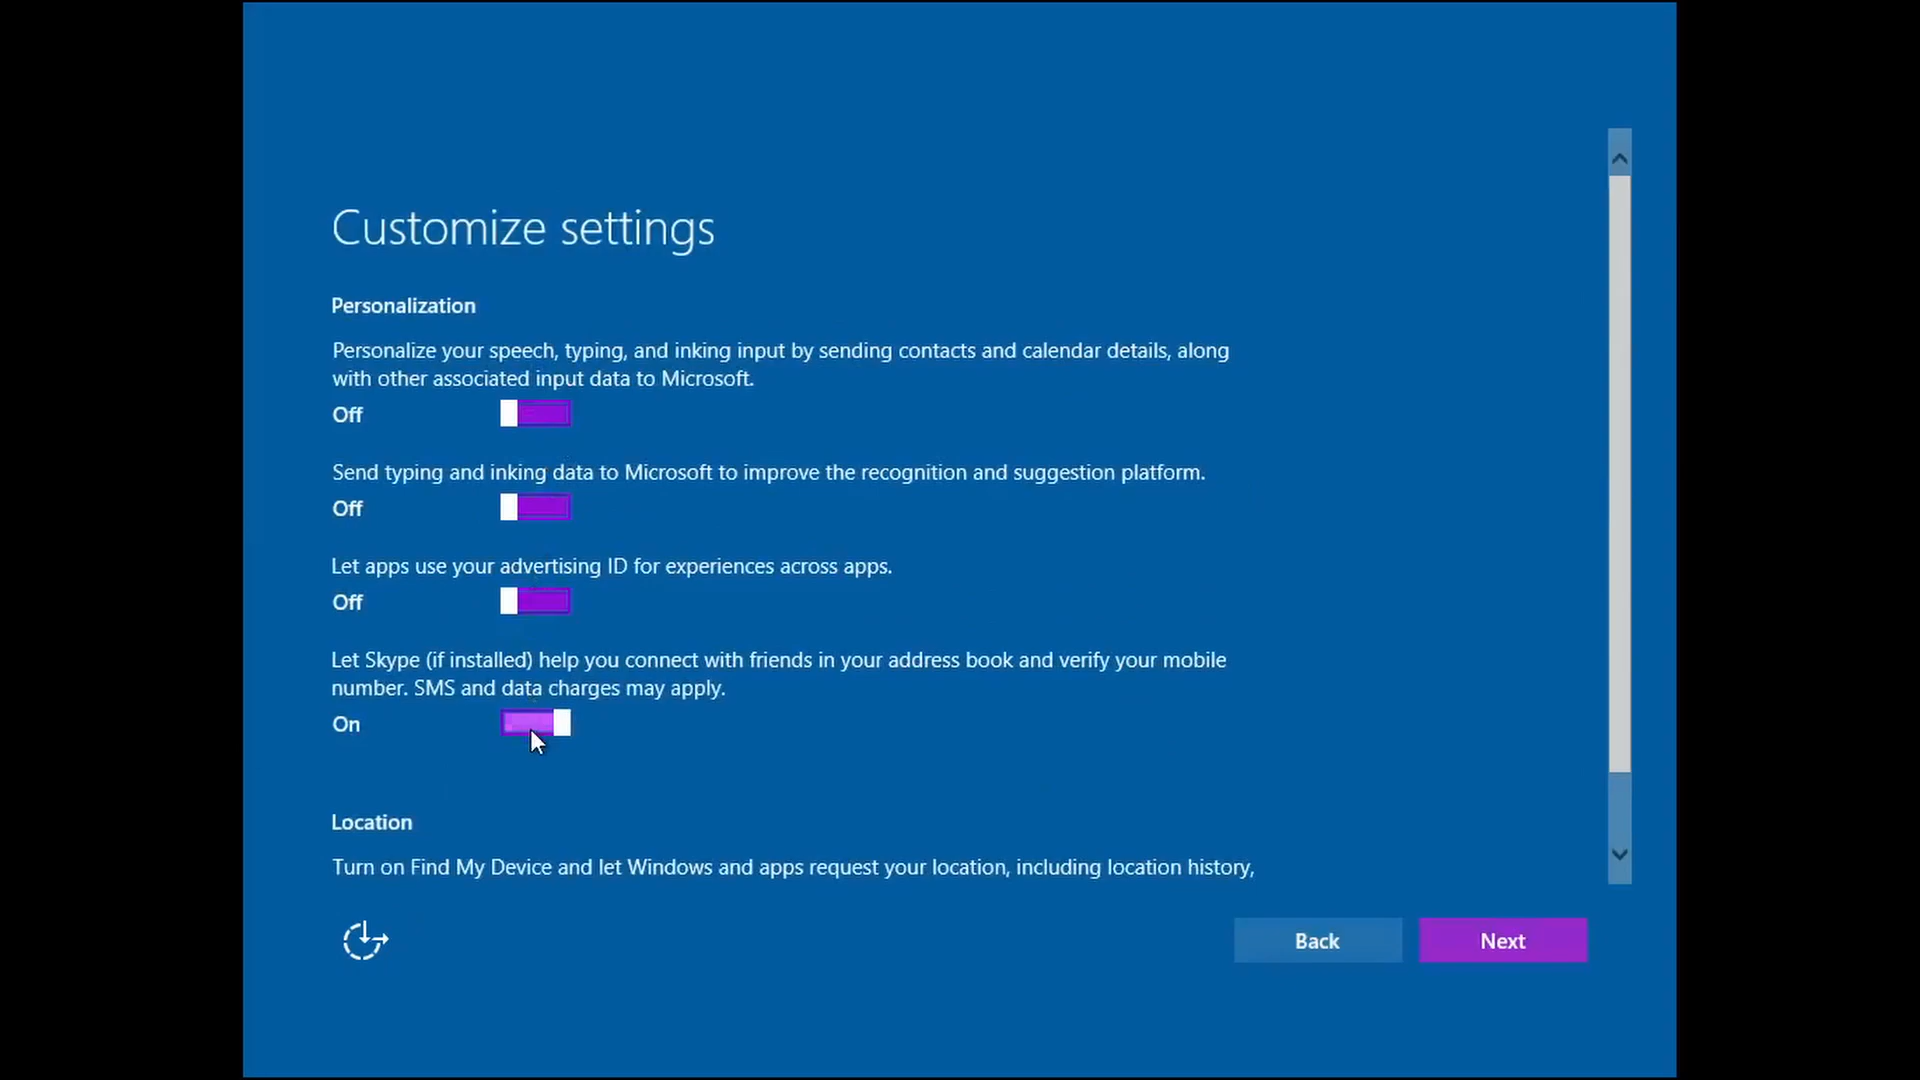 Customize settings
Personalization
Personalize your speech, typing, and inking input by sending contacts and calendar details, along
with other associated input data to Microsoft.
Off
Send typing and inking data to Microsoft to improve the recognition and suggestion platform.
Off
Let apps use your advertising ID for experiences across apps.
Off
Let Skype (if installed) help you connect with friends in your address book and verify your mobile
number. SMS and data charges may apply.
On
Location
Turn on Find My Device and let Windows and apps request your location, including location history,
Back
Next